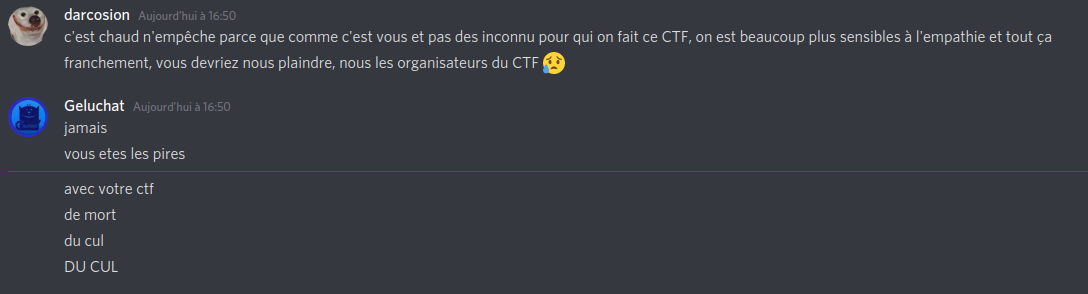 darcosion Aujourd'hui à 16:50
c'est chaud n'empêche parce que comme c'est vous et pas des inconnu pour qui on fait ce CTF, on est beaucoup plus sensibles à l'empathie et tout ça
franchement, vous devriez nous plaindre, nous les organisateurs du CTF 😥
Geluchat Aujourd'hui à 16:50
jamais
vous etes les pires
avec votre ctf
de mort
du cul
DU CUL